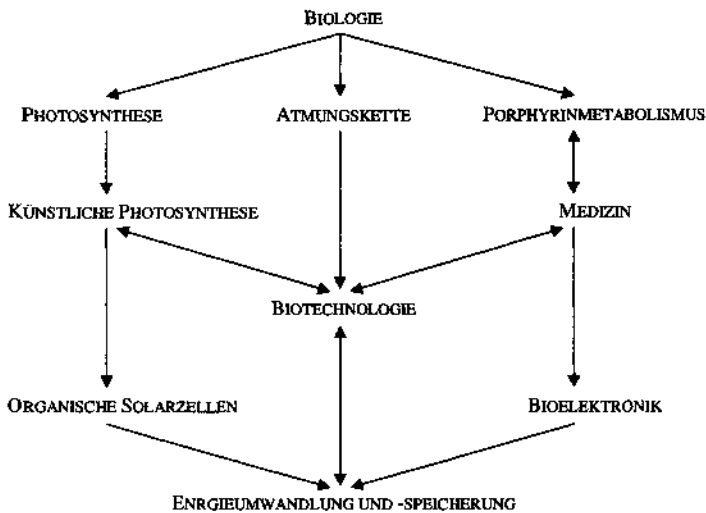 BIOLOGIE
PHOTOSYNTHESE ATMUNGSKETTE PORPHYRINMETABOLISMUS
KÜNSTLICHE PHOTOSYNTHESE MEDIZIN
BIOTECHNOLOGIE
ORGANISCHE SOLARZELLEN BIOELEKTRONIK
ENRGIEUMWANDLUNG UND -SPEICHERUNG